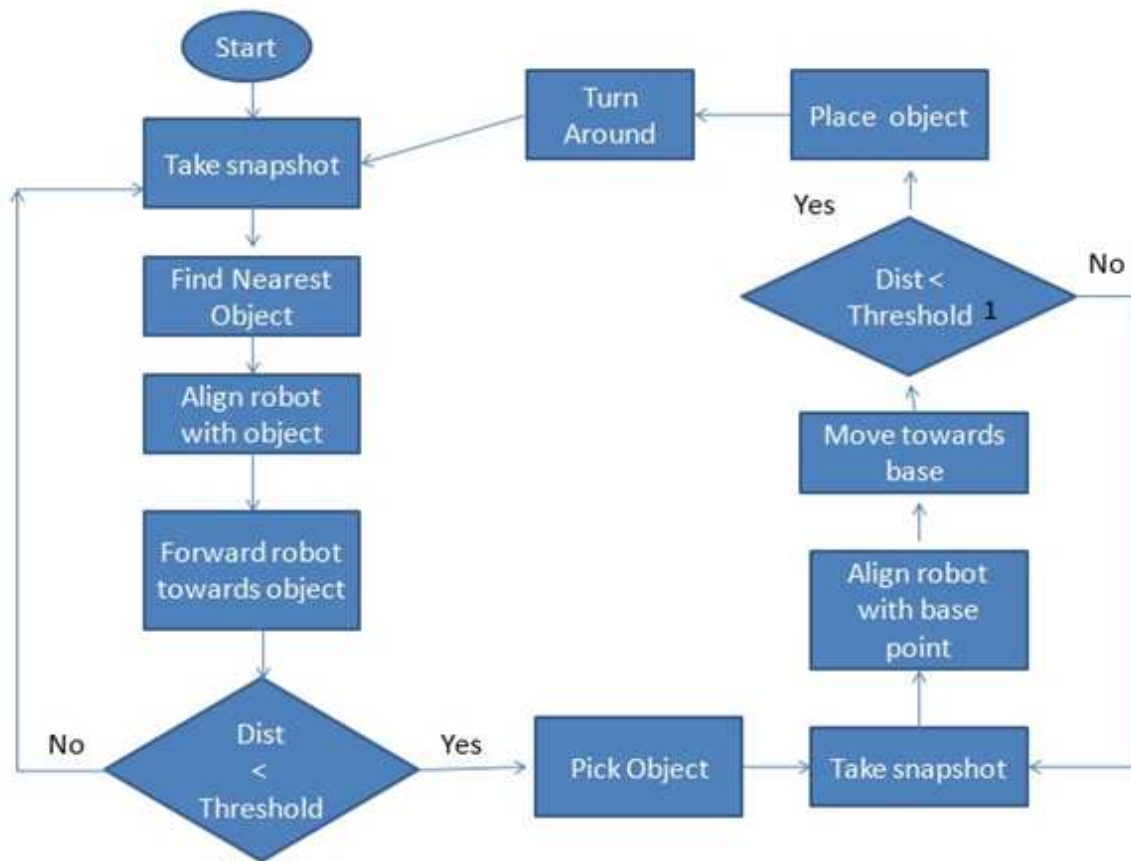 Start
Take snapshot
Find Nearest
Object
Align robot
with object
Forward robot
towards object
Dist
<
Threshold
No
Yes
Pick Object
Take snapshot
Align robot
with base
point
Move towards
base
Dist <
Threshold 1
No
Yes
Place object
Turn
Around